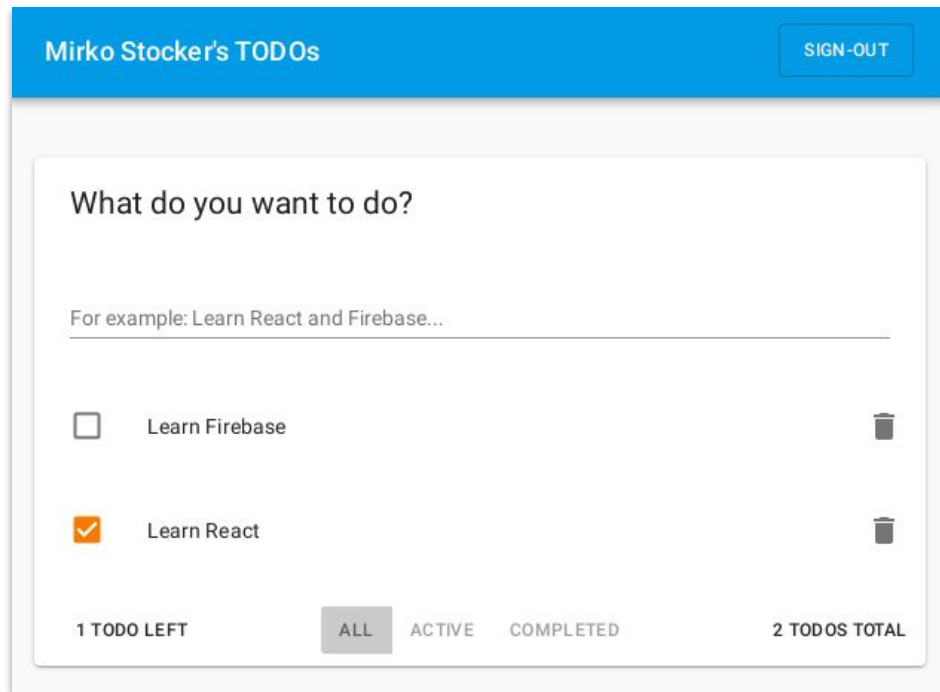 Mirko Stocker's TODOs
SIGN-OUT
What do you want to do?
For example: Learn React and Firebase...
Learn Firebase
Learn React
1 TODO LEFT
ALL
ACTIVE
COMPLETED
2 TODOS TOTAL